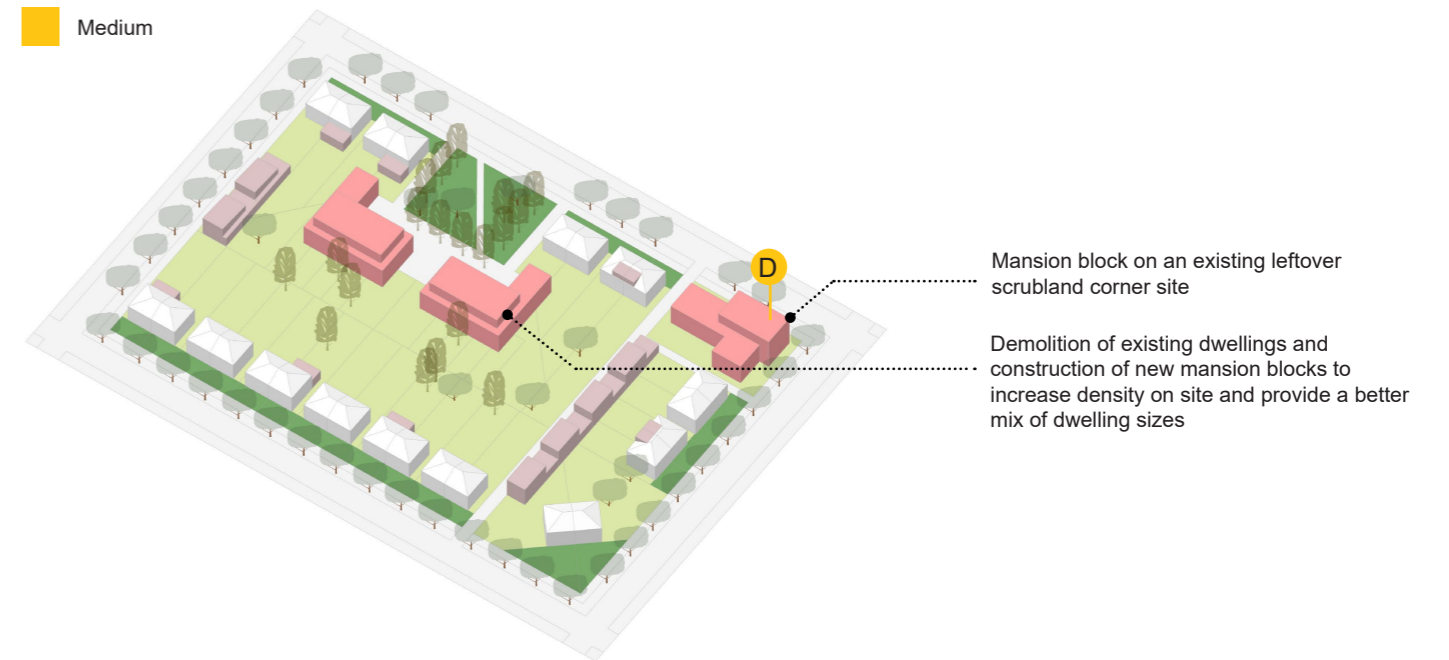 Medium
D
Mansion block on an existing leftover
scrubland corner site
Demolition of existing dwellings and
construction of new mansion blocks to
increase density on site and provide a better
mix of dwelling sizes